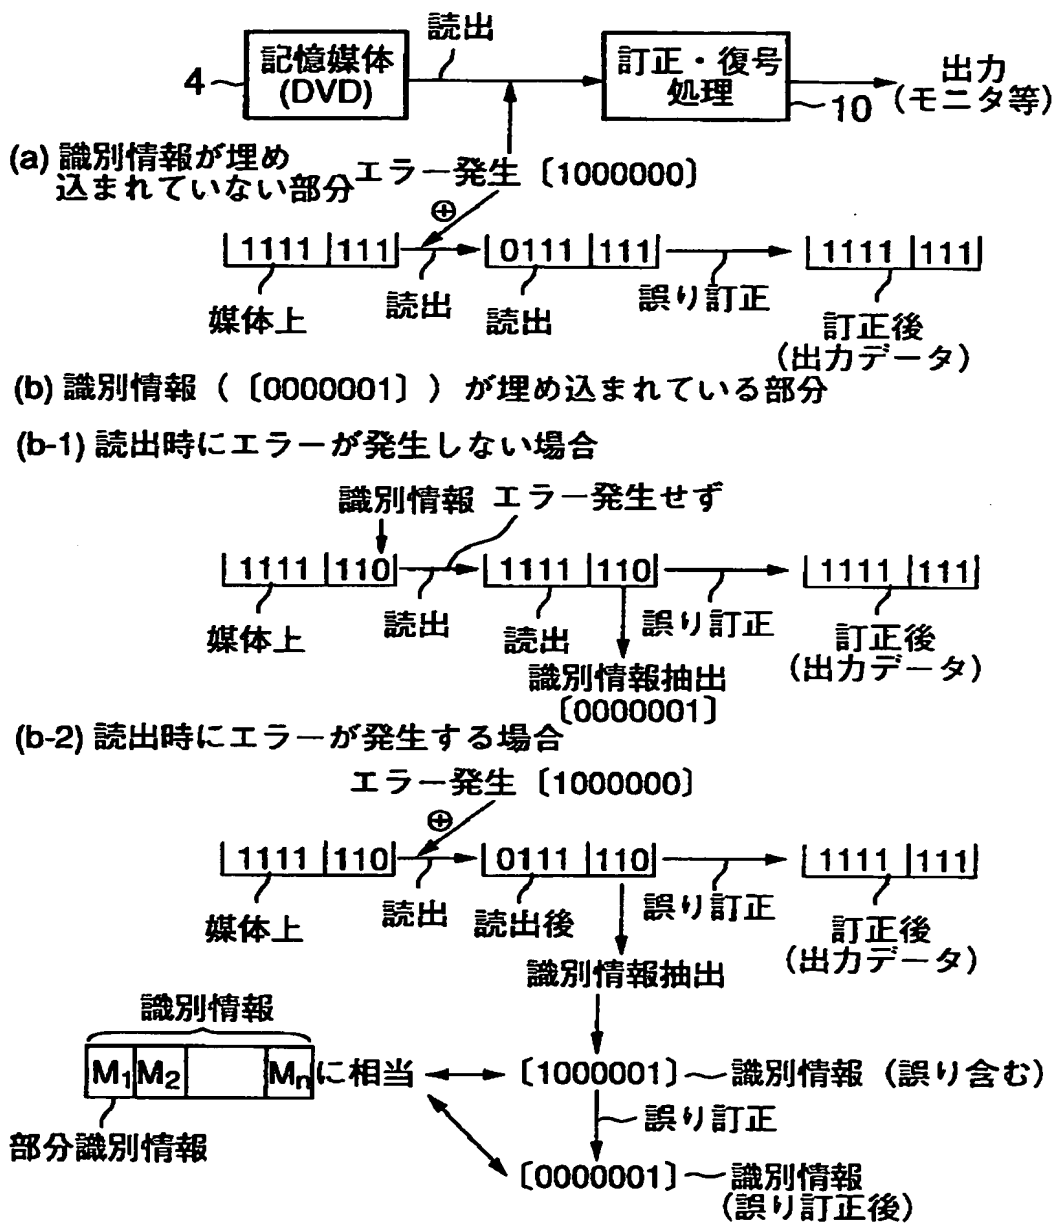 読出
記憶媒体
(DVD)
4
訂正・復号
処理
10
出力
(モニタ等)
(a) 識別情報が埋め
込まれていない部分
エラー発生〔1000000〕
⊕
1111 111
読出
0111 111
誤り訂正
1111 111
媒体上
読出
訂正後
(出力データ)
(b) 識別情報(〔0000001〕)が埋め込まれている部分
(b-1) 読出時にエラーが発生しない場合
識別情報 エラー発生せず
1111 110
読出
1111 110
誤り訂正
1111 111
媒体上
読出
訂正後
(出力データ)
識別情報抽出
〔0000001〕
(b-2) 読出時にエラーが発生する場合
エラー発生〔1000000〕
⊕
1111 110
読出
0111 110
誤り訂正
1111 111
媒体上
読出後
訂正後
(出力データ)
識別情報抽出
識別情報
M1 M2 Mn に相当
〔1000001〕〜識別情報(誤り含む)
誤り訂正
部分識別情報
〔0000001〕〜識別情報
(誤り訂正後)